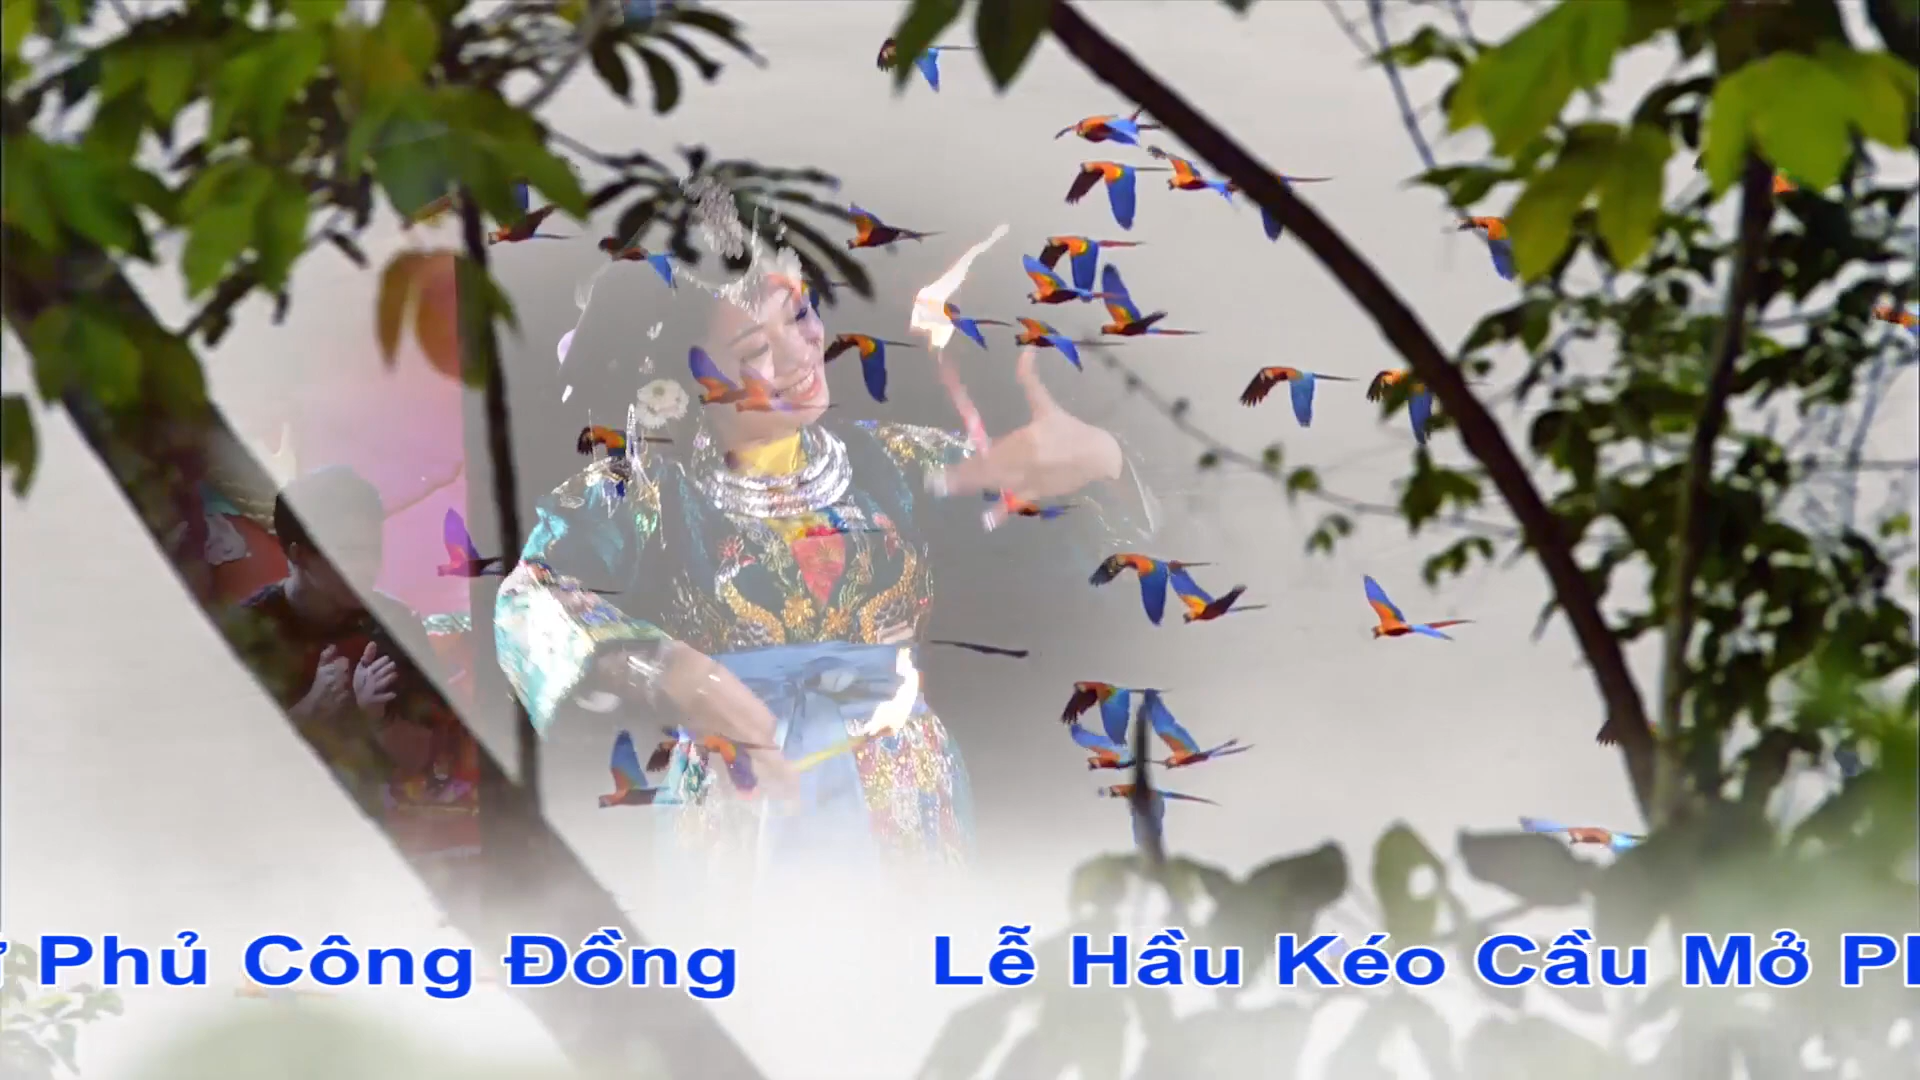 Phủ Công Đồng Lễ Hầu Kéo Cầu Mở